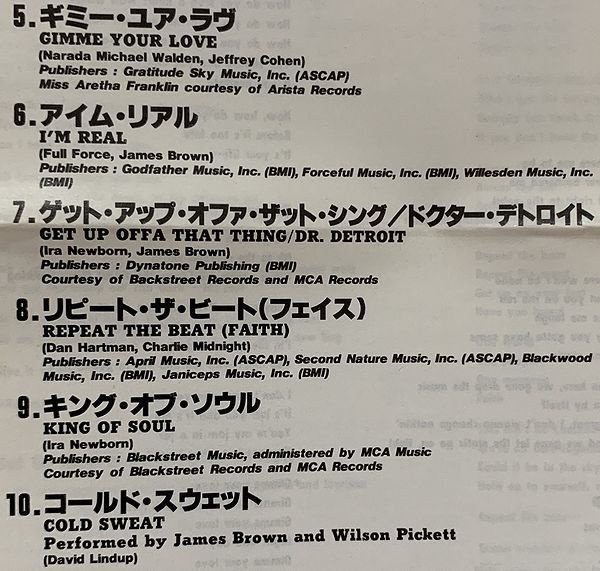 5.ギミー・ユア・ラヴ
GIMME YOUR LOVE
(Narada Michael Walden, Jeffrey Cohen)
Publishers : Gratitude Sky Music, Inc. (ASCAP)
Miss Aretha Franklin courtesy of Arista Records
6.アイム・リアル
I'M REAL
(Full Force, James Brown)
Publishers : Godfather Music, Inc. (BMI), Forceful Music, Inc. (BMI), Willesden Music, Inc.
(BMI)
7.ゲット・アップ・オファ・ザット・シング/ドクター・デトロイト
GET UP OFFA THAT THING/DR. DETROIT
(Ira Newborn, James Brown)
Publishers : Dynatone Publishing (BMI)
Courtesy of Backstreet Records and MCA Records
8.リピート・ザ・ビート(フェイス)
REPEAT THE BEAT (FAITH)
(Dan Hartman, Charlie Midnight)
Publishers : April Music, Inc. (ASCAP), Second Nature Music, Inc. (ASCAP), Blackwood
Music, Inc. (BMI), Janiceps Music, Inc. (BMI)
9.キング・オブ・ソウル
KING OF SOUL
(Ira Newborn)
Publishers : Blackstreet Music, administered by MCA Music
Courtesy of Blackstreet Records and MCA Records
10.コールド・スウェット
COLD SWEAT
Performed by James Brown and Wilson Pickett
(David Lindup)